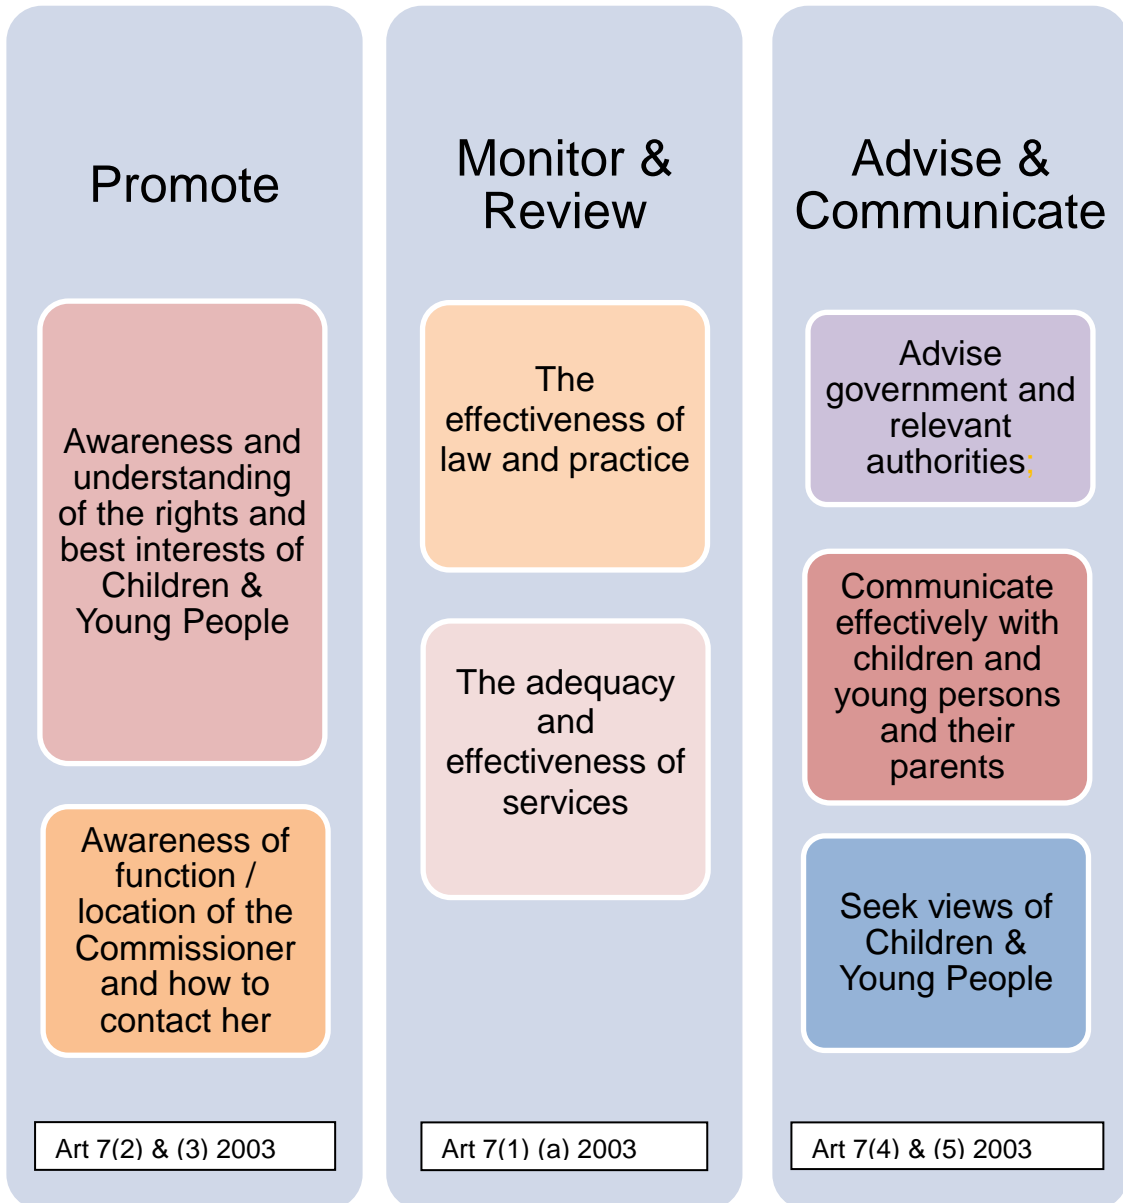 Promote
Awareness and
understanding
of the rights and
best interests of
Children &
Young People
Awareness of
function /
location of the
Commissioner
and how to
contact her
Art 7(2) & (3) 2003
Monitor &
Review
The
effectiveness of
law and practice
The adequacy
and
effectiveness of
services
Art 7(1) (a) 2003
Advise &
Communicate
Advise
government and
relevant
authorities;
Communicate
effectively with
children and
young persons
and their
parents
Seek views of
Children &
Young People
Art 7(4) & (5) 2003